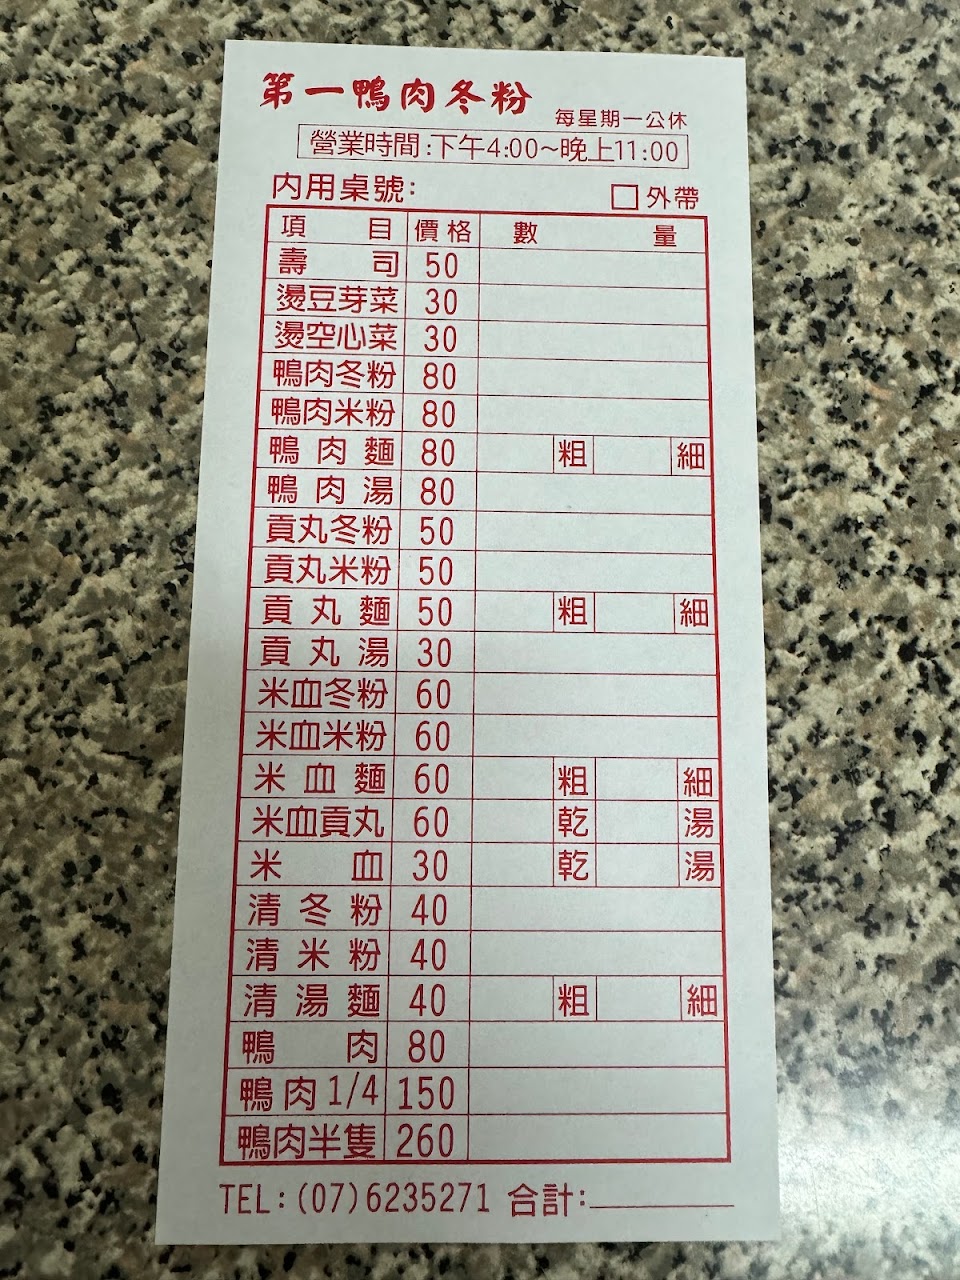 第一鴨肉冬粉
每星期一公休
營業時間:下午4:00~晚上11:00
內用桌號: □外帶
項目 價格 數量
壽司 50
燙豆芽菜 30
燙空心菜 30
鴨肉冬粉 80
鴨肉米粉 80
鴨肉麵 80 粗 細
鴨肉湯 80
貢丸冬粉 50
貢丸米粉 50
貢丸麵 50 粗 細
貢丸湯 30
米血冬粉 60
米血米粉 60
米血麵 60 粗 細
米血貢丸 60 乾 湯
米血 30 乾 湯
清冬粉 40
清米粉 40
清湯麵 40 粗 細
鴨肉 80
鴨肉1/4 150
鴨肉半隻 260
TEL:(07)6235271 合計: